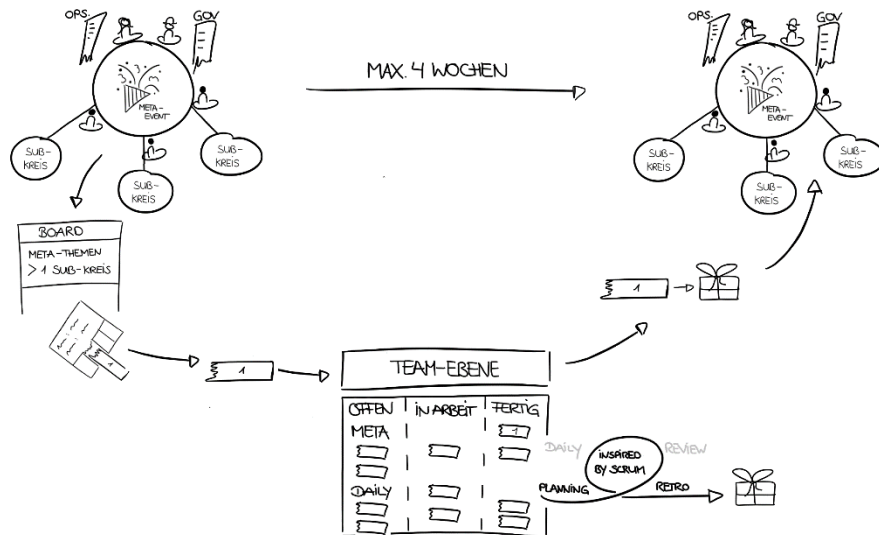 OPS.
GOV
META-
EVENT
SUB-
KREIS
SUB-
KREIS
SUB-
KREIS
MAX. 4 WOCHEN
OPS.
GOV
META-
EVENT
SUB-
KREIS
SUB-
KREIS
SUB-
KREIS
BOARD
META-THEMEN
> 1 SUB-KREIS
1
1
1
TEAM-EBENE
OFFEN
IN ARBEIT
FERTIG
META
1
DAILY
DAILY
REVIEW
INSPIRED
BY SCRUM
PLANNING
RETRO